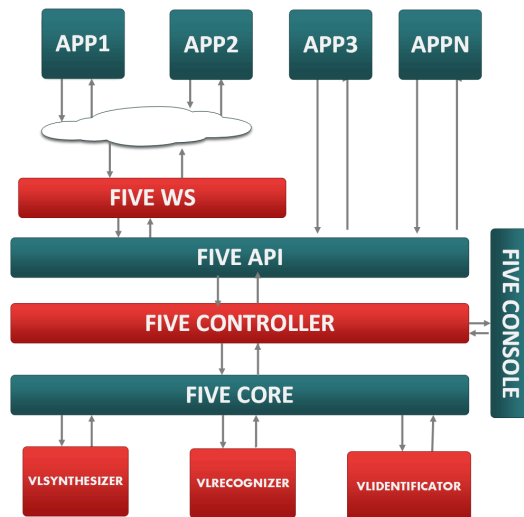 APP1
APP2
APP3
APPN
FIVE WS
FIVE API
FIVE CONTROLLER
FIVE CONSOLE
FIVE CORE
VLSYNTHESIZER
VLRECOGNIZER
VLIDENTIFICATOR